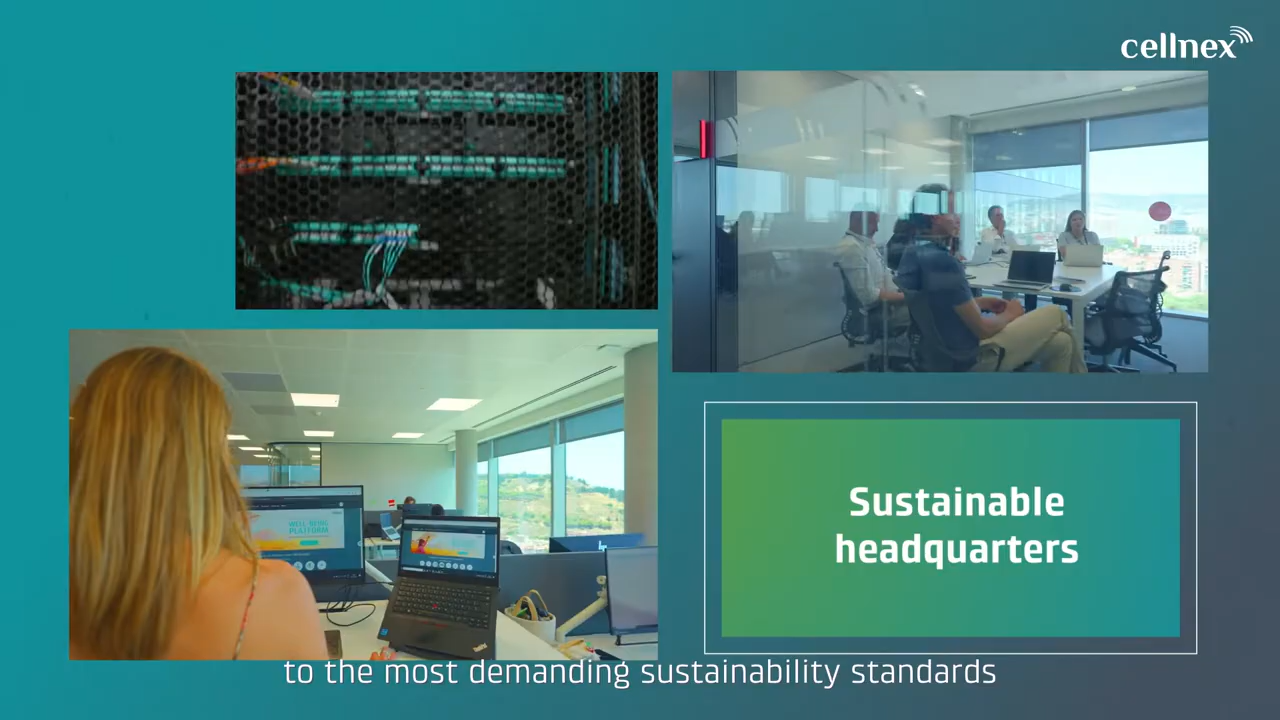 cellnex
WELL-BEING
PLATFORM
Sustainable
headquarters
to the most demanding sustainability standards